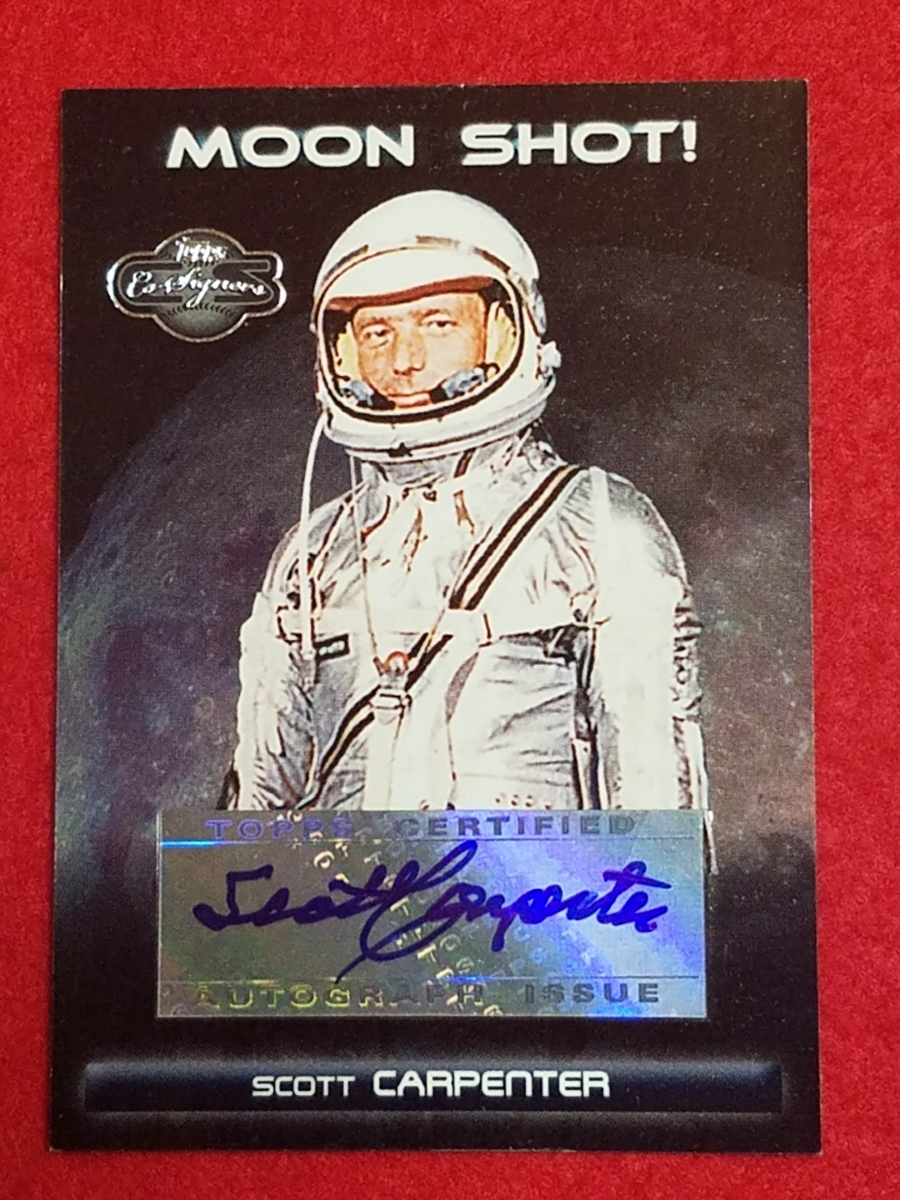 MOON SHOT!
Topps
Co-Signers
TOPPS CERTIFIED
Scott Carpenter
AUTOGRAPH ISSUE
SCOTT CARPENTER